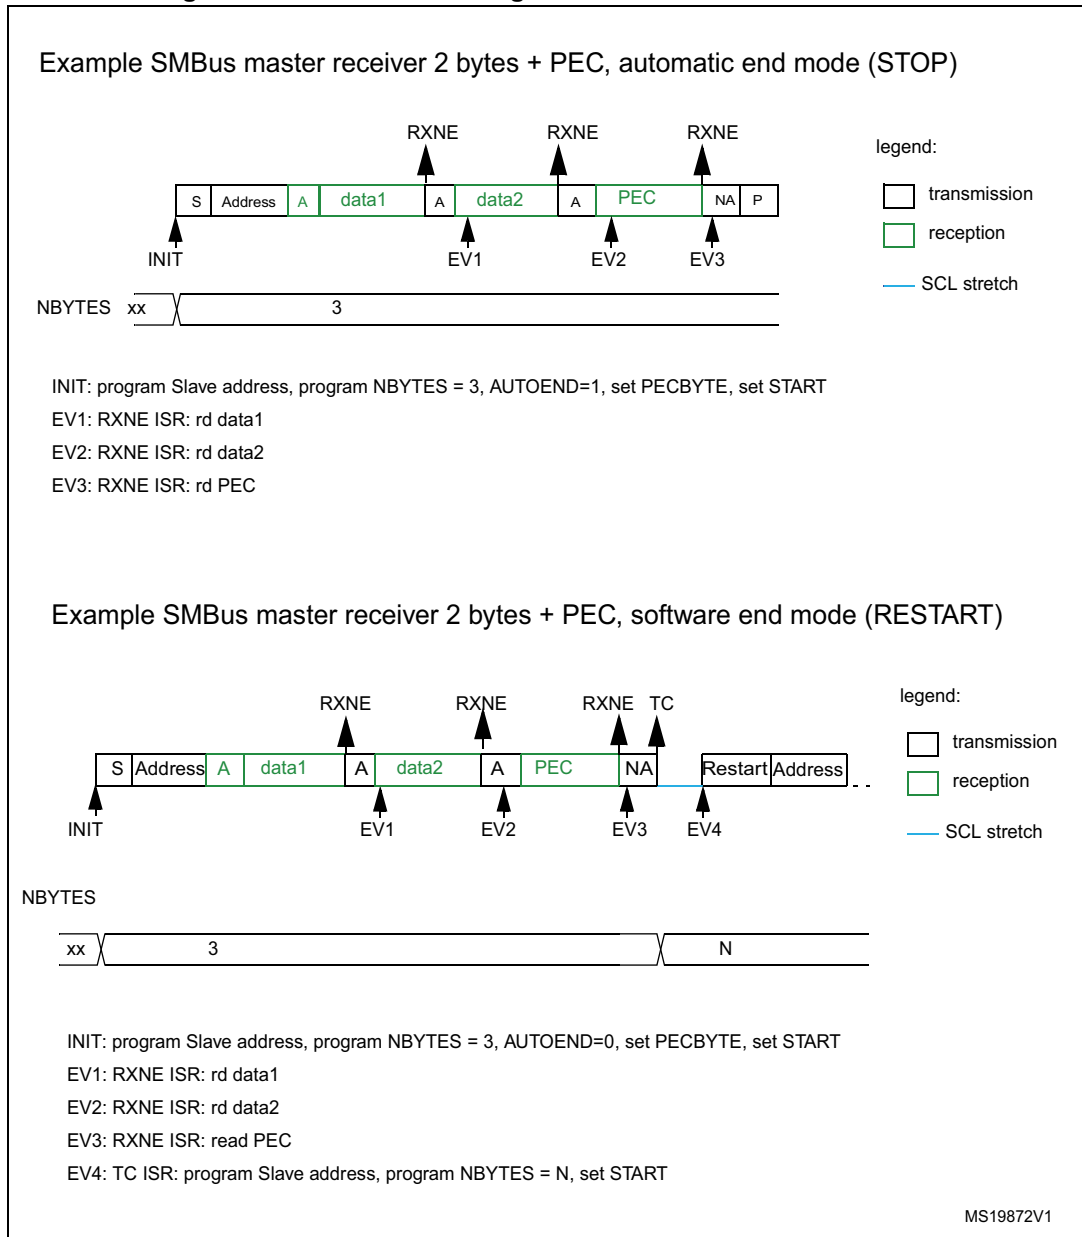 Example SMBus master receiver 2 bytes + PEC, automatic end mode (STOP)
RXNE RXNE RXNE
legend:
S Address A data1 A data2 A PEC NA P
transmission
reception
INIT EV1 EV2 EV3
SCL stretch
NBYTES xx 3
INIT: program Slave address, program NBYTES = 3, AUTOEND=1, set PECBYTE, set START
EV1: RXNE ISR: rd data1
EV2: RXNE ISR: rd data2
EV3: RXNE ISR: rd PEC
Example SMBus master receiver 2 bytes + PEC, software end mode (RESTART)
RXNE RXNE RXNE TC
legend:
S Address A data1 A data2 A PEC NA Restart Address
transmission
reception
INIT EV1 EV2 EV3 EV4
SCL stretch
NBYTES
xx 3 N
INIT: program Slave address, program NBYTES = 3, AUTOEND=0, set PECBYTE, set START
EV1: RXNE ISR: rd data1
EV2: RXNE ISR: rd data2
EV3: RXNE ISR: read PEC
EV4: TC ISR: program Slave address, program NBYTES = N, set START
MS19872V1